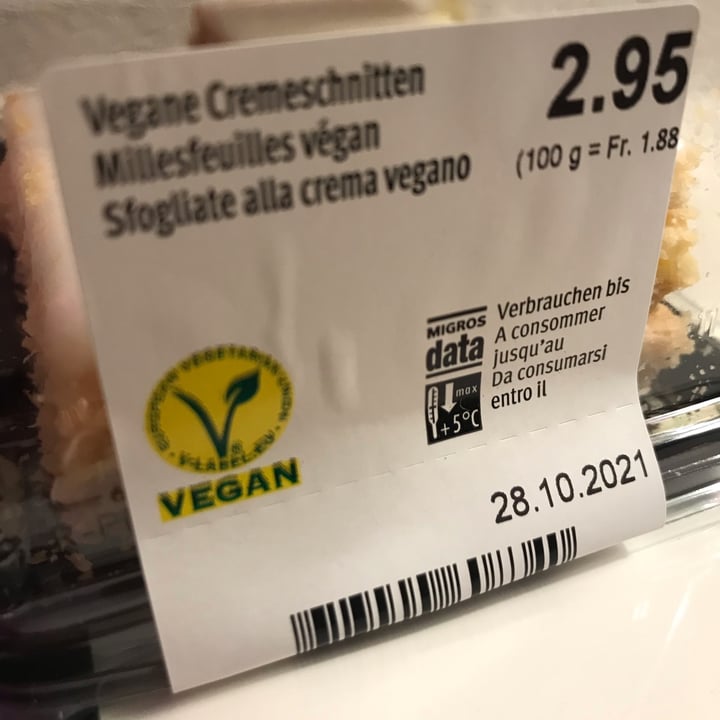 Vegane Cremeschnitten
Millesfeuilles végan
Sfogliate alla crema vegano
2.95
(100 g = Fr. 1.88
MIGROS
data
max
+5°C
Verbrauchen bis
A consommer
jusqu'au
Da consumarsi
entro il
EUROPEAN VEGETARIAN UNION
V-LABEL.EU
VEGAN
28.10.2021